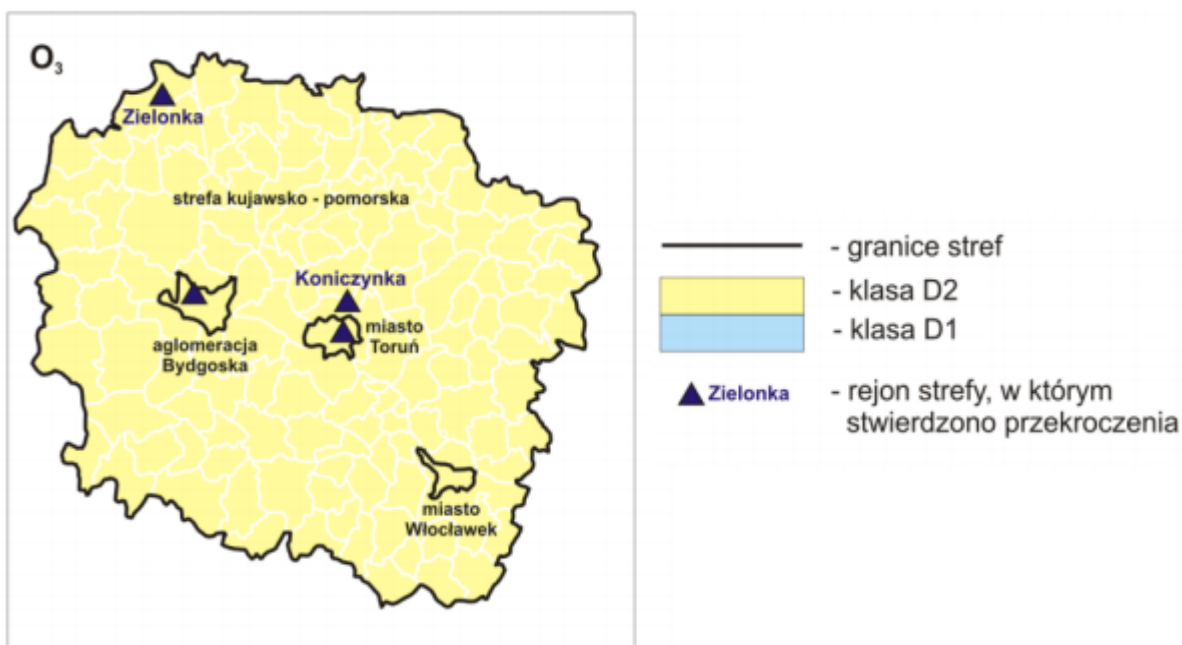 O₃
Zielonka
strefa kujawsko - pomorska
Koniczynka
miasto
Toruń
aglomeracja
Bydgoska
miasto
Włocławek
- granice stref
- klasa D2
- klasa D1
Zielonka - rejon strefy, w którym
stwierdzono przekroczenia